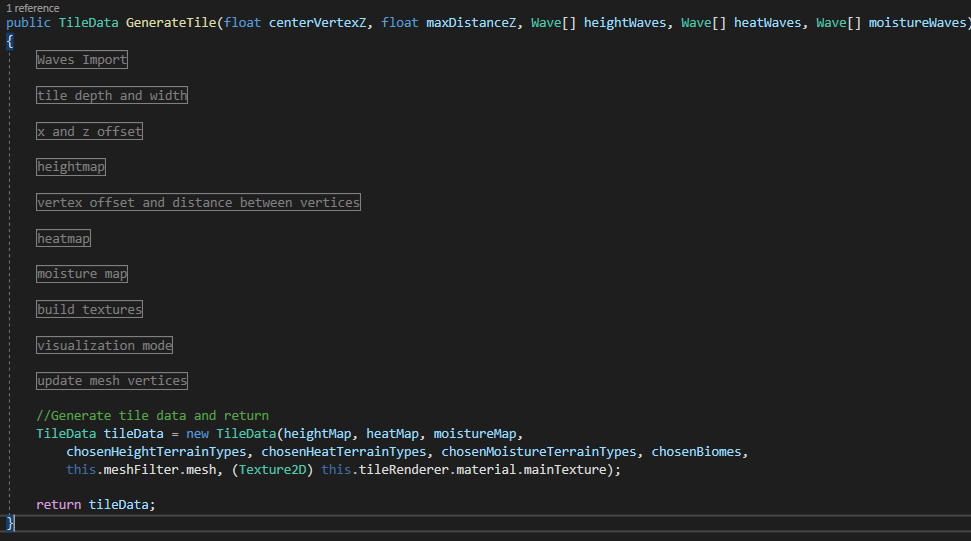 1 reference
public TileData GenerateTile(float centerVertexZ, float maxDistanceZ, Wave[] heightWaves, Wave[] heatWaves, Wave[] moistureWaves)
{
Waves Import
tile depth and width
x and z offset
heightmap
vertex offset and distance between vertices
heatmap
moisture map
build textures
visualization mode
update mesh vertices
//Generate tile data and return
TileData tileData = new TileData(heightMap, heatMap, moistureMap,
chosenHeightTerrainTypes, chosenHeatTerrainTypes, chosenMoistureTerrainTypes, chosenBiomes,
this.meshFilter.mesh, (Texture2D) this.tileRenderer.material.mainTexture);
return tileData;
}